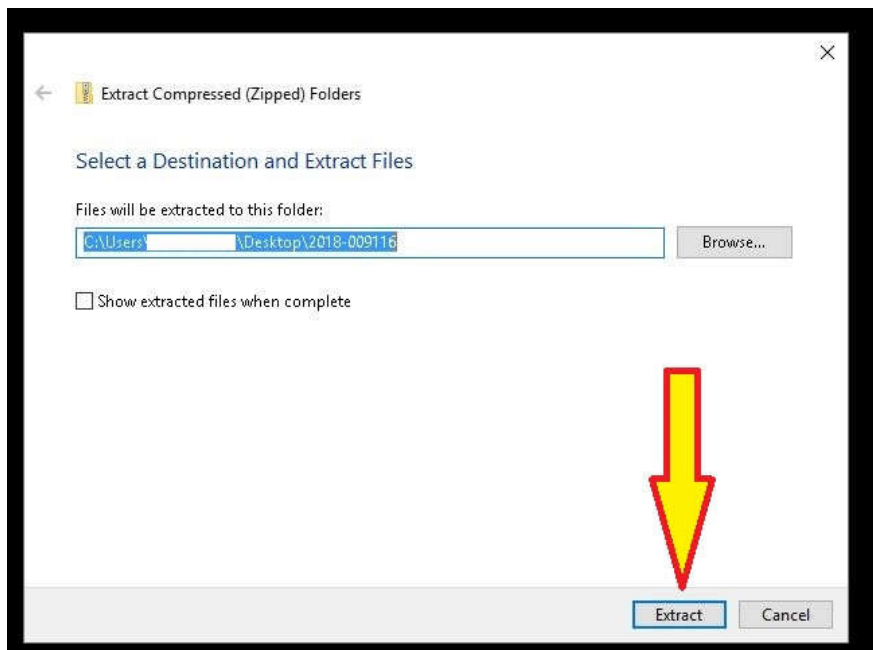 Extract Compressed (Zipped) Folders
Select a Destination and Extract Files
Files will be extracted to this folder:
C:\Users\ \Desktop\2018-009116
Browse...
Show extracted files when complete
Extract
Cancel